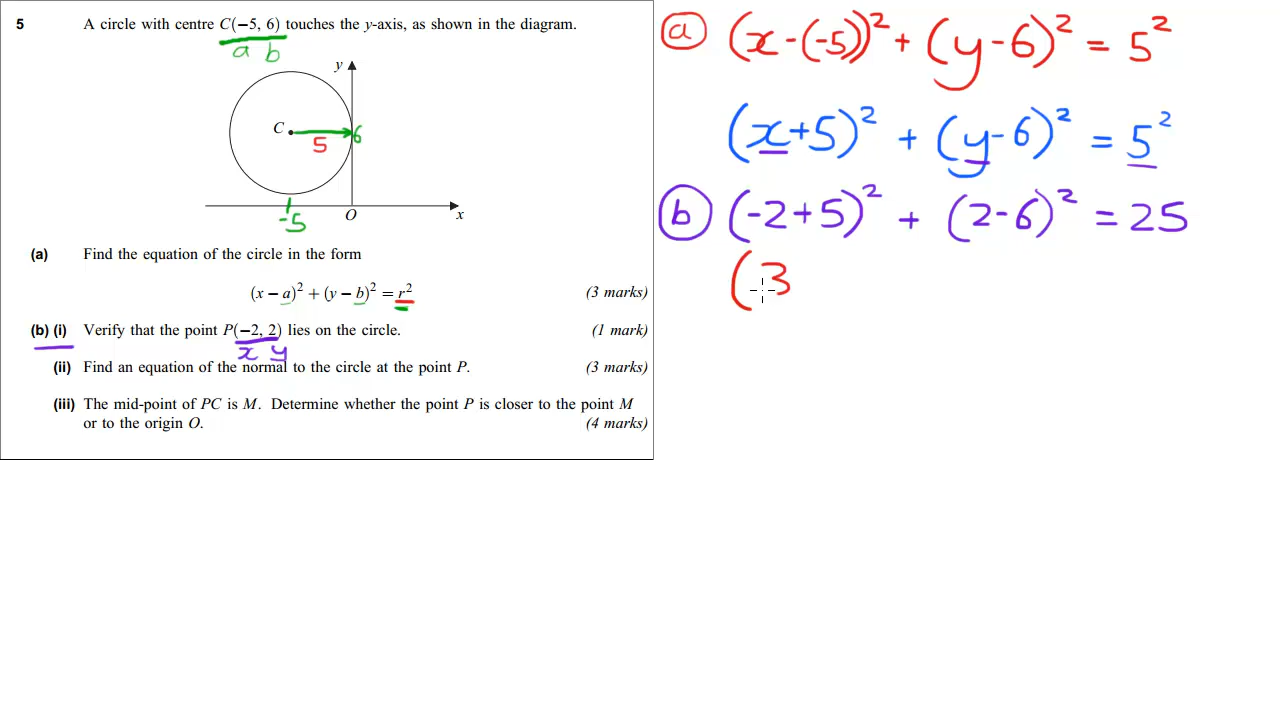 5 A circle with centre C(−5, 6) touches the y-axis, as shown in the diagram.
a b
y
C
5
6
-5
O
x
(a) Find the equation of the circle in the form
(x − a)² + (y − b)² = r² (3 marks)
(b) (i) Verify that the point P(−2, 2) lies on the circle. (1 mark)
x y
(ii) Find an equation of the normal to the circle at the point P. (3 marks)
(iii) The mid-point of PC is M. Determine whether the point P is closer to the point M
or to the origin O. (4 marks)
a (x-(-5))² + (y-6)² = 5²
(x+5)² + (y-6)² = 5²
b (-2+5)² + (2-6)² = 25
(3